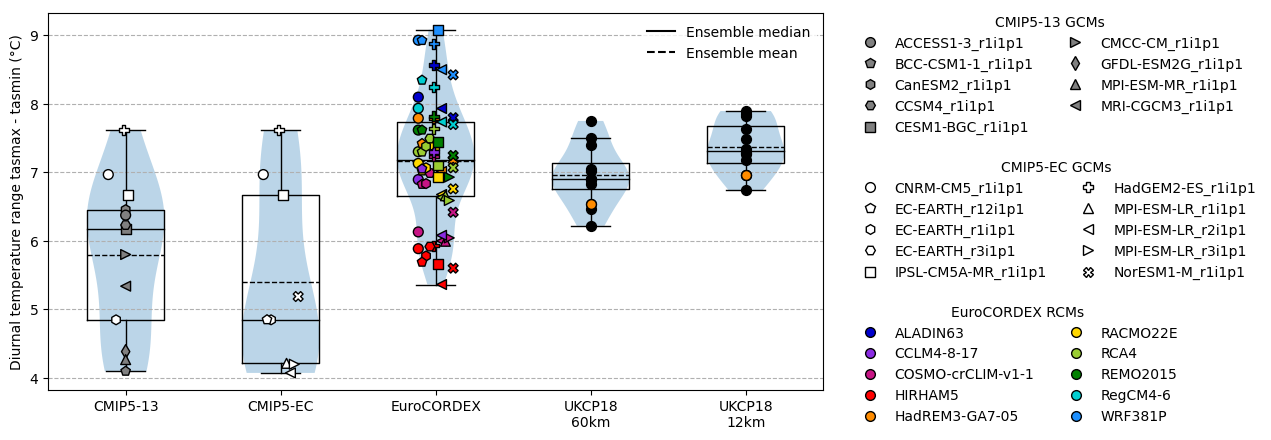 Diurnal temperature range tasmax - tasmin (°C)
9
8
7
6
5
4
Ensemble median
Ensemble mean
CMIP5-13
CMIP5-EC
EuroCORDEX
UKCP18
60km
UKCP18
12km
CMIP5-13 GCMs
ACCESS1-3_r1i1p1
BCC-CSM1-1_r1i1p1
CanESM2_r1i1p1
CCSM4_r1i1p1
CESM1-BGC_r1i1p1
CMCC-CM_r1i1p1
GFDL-ESM2G_r1i1p1
MPI-ESM-MR_r1i1p1
MRI-CGCM3_r1i1p1
CMIP5-EC GCMs
CNRM-CM5_r1i1p1
EC-EARTH_r12i1p1
EC-EARTH_r1i1p1
EC-EARTH_r3i1p1
IPSL-CM5A-MR_r1i1p1
HadGEM2-ES_r1i1p1
MPI-ESM-LR_r1i1p1
MPI-ESM-LR_r2i1p1
MPI-ESM-LR_r3i1p1
NorESM1-M_r1i1p1
EuroCORDEX RCMs
ALADIN63
CCLM4-8-17
COSMO-crCLIM-v1-1
HIRHAM5
HadREM3-GA7-05
RACMO22E
RCA4
REMO2015
RegCM4-6
WRF381P